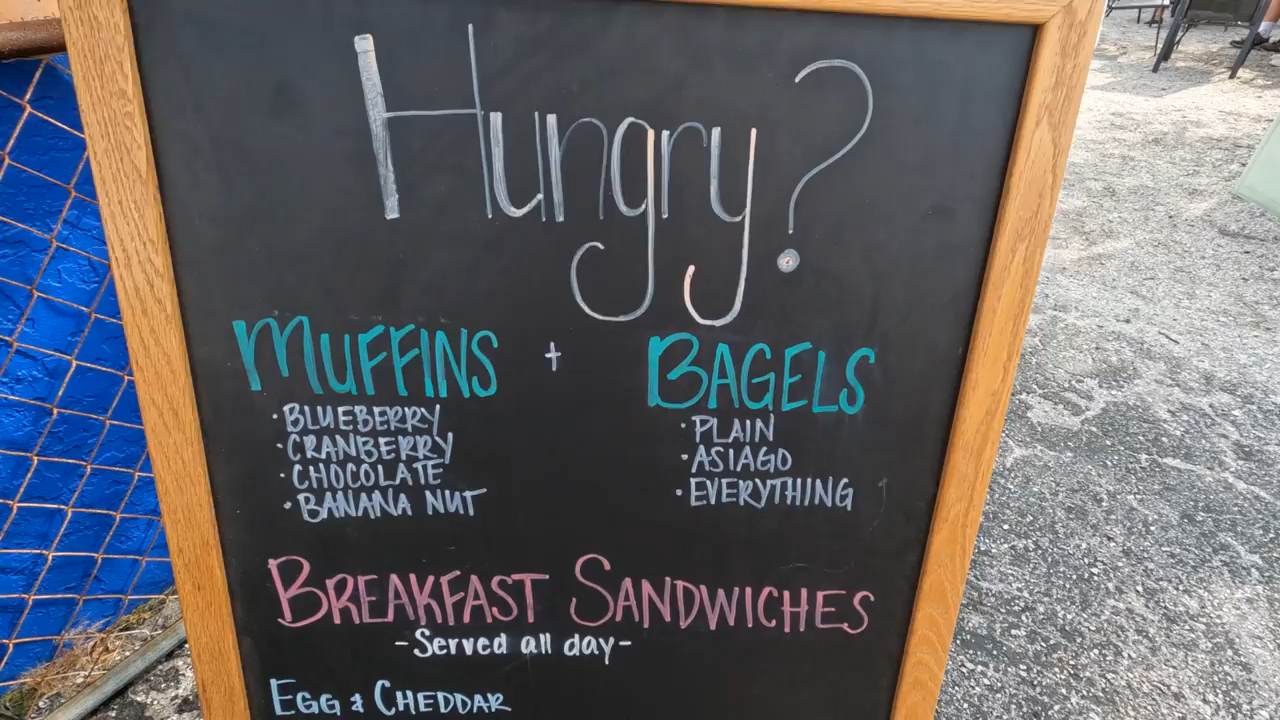 Hungry?
MUFFINS + BAGELS
· BLUEBERRY
· CRANBERRY
· CHOCOLATE
· BANANA NUT
· PLAIN
· ASIAGO
· EVERYTHING
BREAKFAST SANDWICHES
-Served all day-
EGG & CHEDDAR